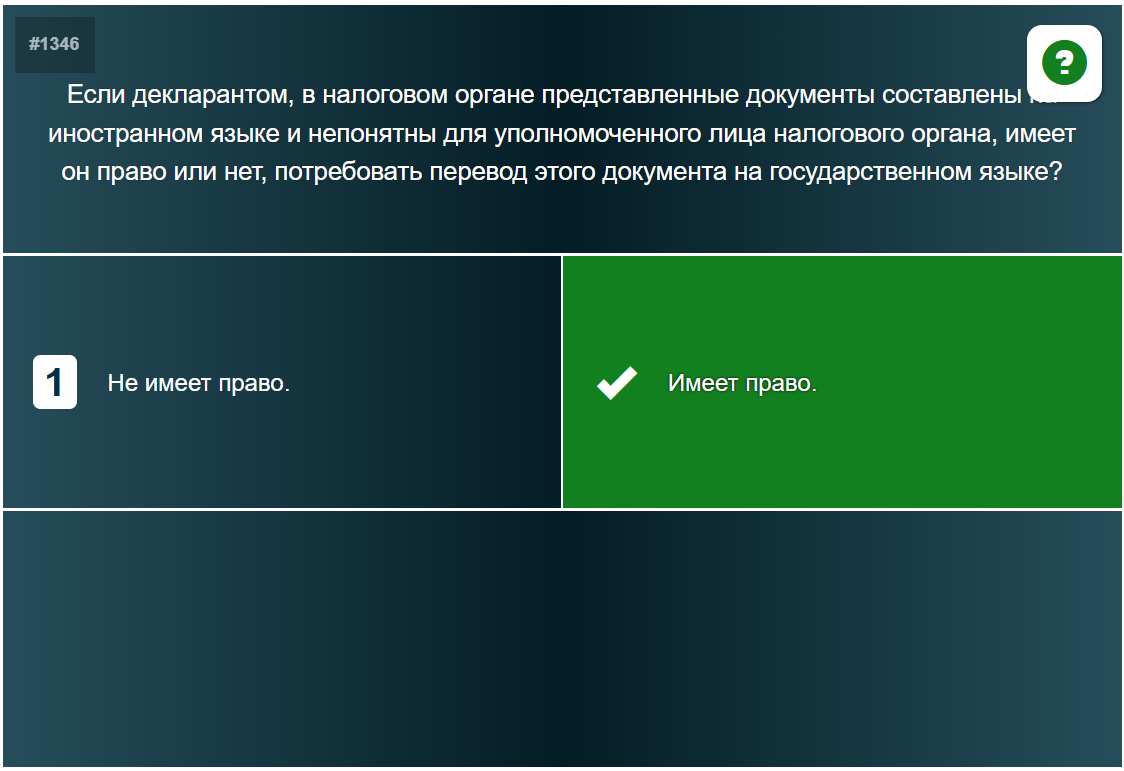 #1346
?
Если декларантом, в налоговом органе представленные документы составлены
иностранном языке и непонятны для уполномоченного лица налогового органа, имеет
он право или нет, потребовать перевод этого документа на государственном языке?
1
Не имеет право.
Имеет право.